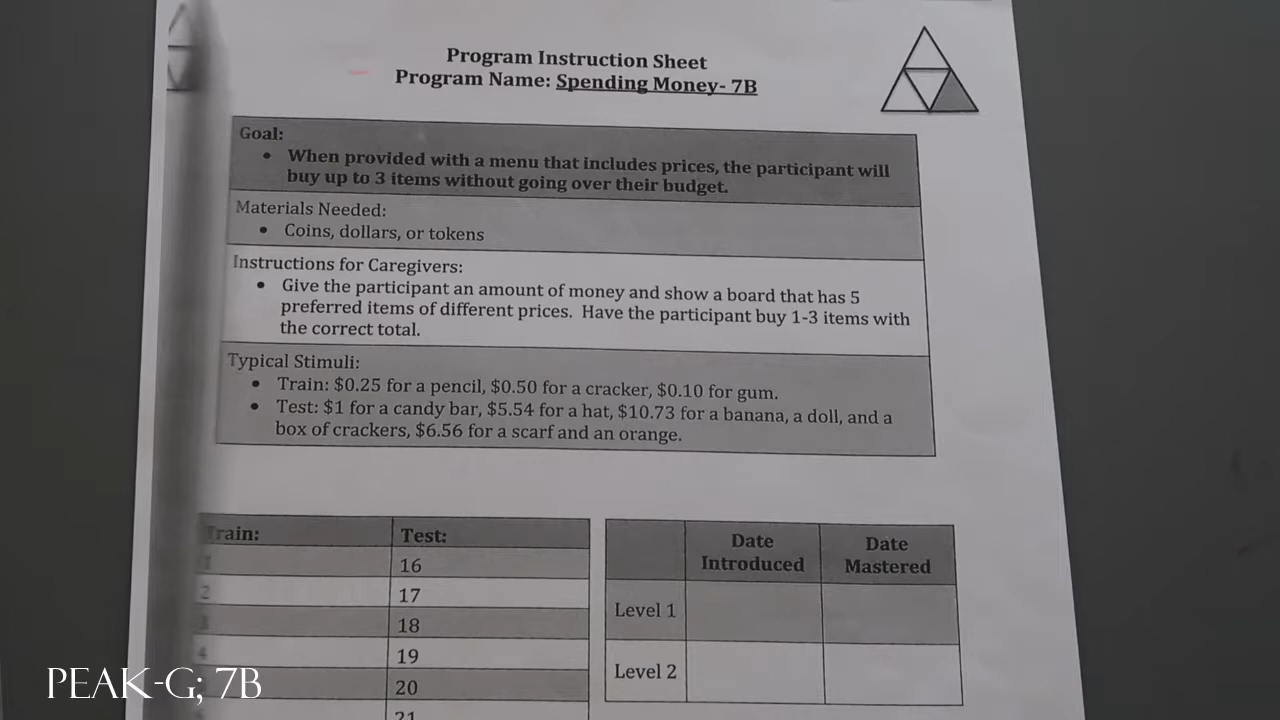 Program Instruction Sheet
Program Name: Spending Money- 7B
Goal:
• When provided with a menu that includes prices, the participant will
buy up to 3 items without going over their budget.
Materials Needed:
• Coins, dollars, or tokens
Instructions for Caregivers:
• Give the participant an amount of money and show a board that has 5
preferred items of different prices. Have the participant buy 1-3 items with
the correct total.
Typical Stimuli:
• Train: $0.25 for a pencil, $0.50 for a cracker, $0.10 for gum.
• Test: $1 for a candy bar, $5.54 for a hat, $10.73 for a banana, a doll, and a
box of crackers, $6.56 for a scarf and an orange.
Train: Test:
1 16
2 17
3 18
4 19
20
21
Date Introduced
Date Mastered
Level 1
Level 2
PEAK-G; 7B